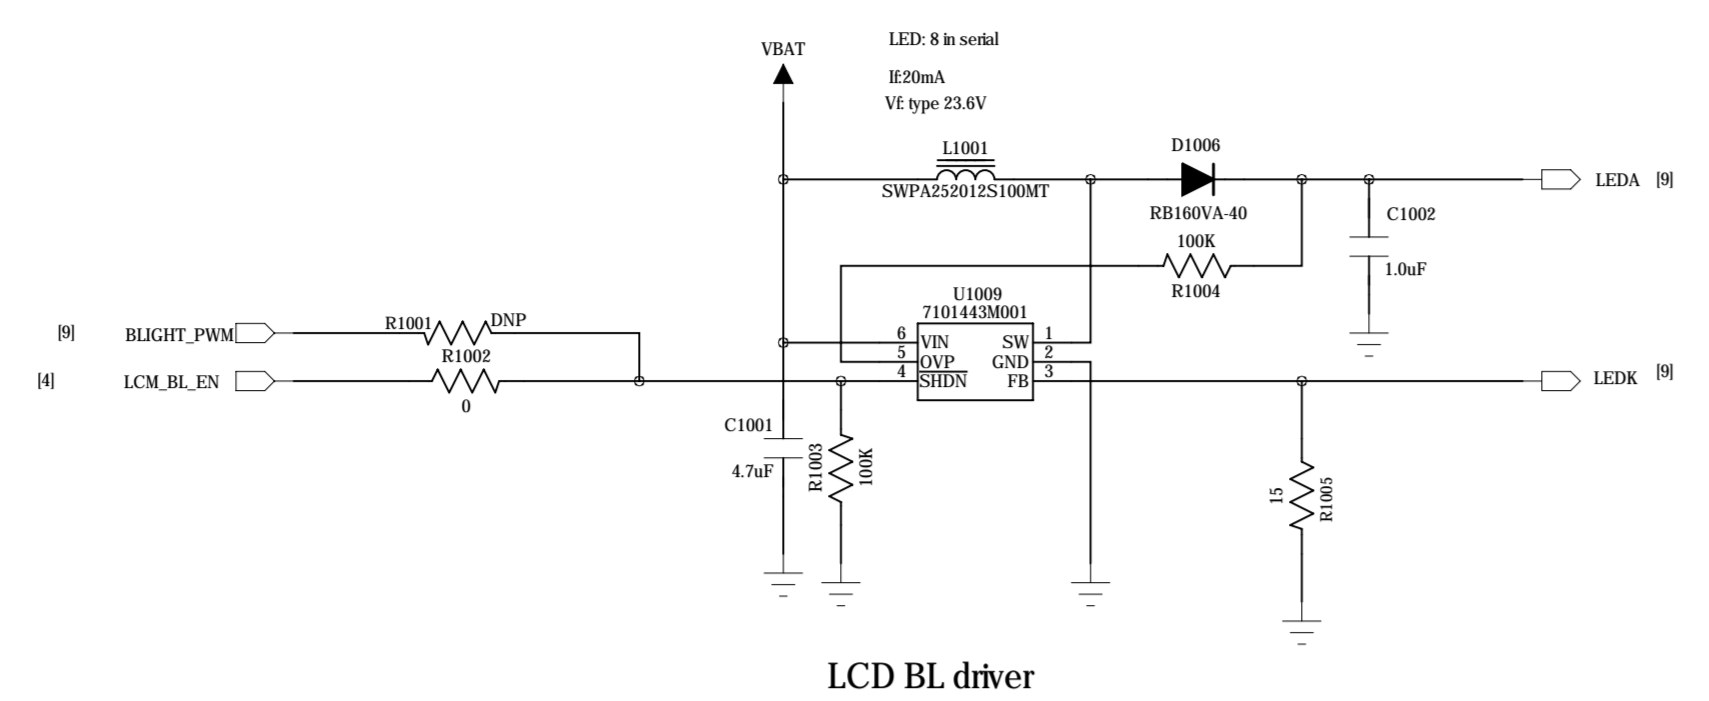 LED: 8 in serial
VBAT
If:20mA
Vf: type 23.6V
D1006
L1001
SWPA252012S100MT
LEDA [9]
RB160VA-40
C1002
100K
1.0uF
R1004
U1009
7101443M001
[9] BLIGHT_PWM
R1001 DNP
6 VIN SW 1
5 OVP GND 2
4 SHDN FB 3
R1002
[4] LCM_BL_EN
0
LEDK [9]
C1001
4.7uF
R1003
100K
15
R1005
LCD BL driver